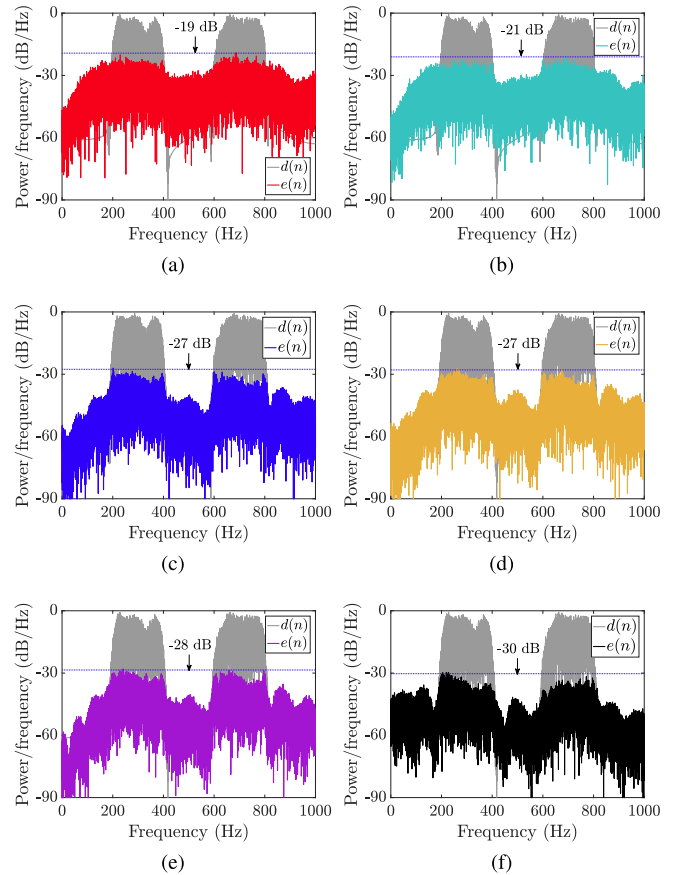 0
-30
-60
-90
Power/frequency (dB/Hz)
-19 dB
d(n)
e(n)
0 200 400 600 800 1000
Frequency (Hz)
(a)
0
-30
-60
-90
Power/frequency (dB/Hz)
-21 dB
d(n)
e(n)
0 200 400 600 800 1000
Frequency (Hz)
(b)
0
-30
-60
-90
Power/frequency (dB/Hz)
-27 dB
d(n)
e(n)
0 200 400 600 800 1000
Frequency (Hz)
(c)
0
-30
-60
-90
Power/frequency (dB/Hz)
-27 dB
d(n)
e(n)
0 200 400 600 800 1000
Frequency (Hz)
(d)
0
-30
-60
-90
Power/frequency (dB/Hz)
-28 dB
d(n)
e(n)
0 200 400 600 800 1000
Frequency (Hz)
(e)
0
-30
-60
-90
Power/frequency (dB/Hz)
-30 dB
d(n)
e(n)
0 200 400 600 800 1000
Frequency (Hz)
(f)